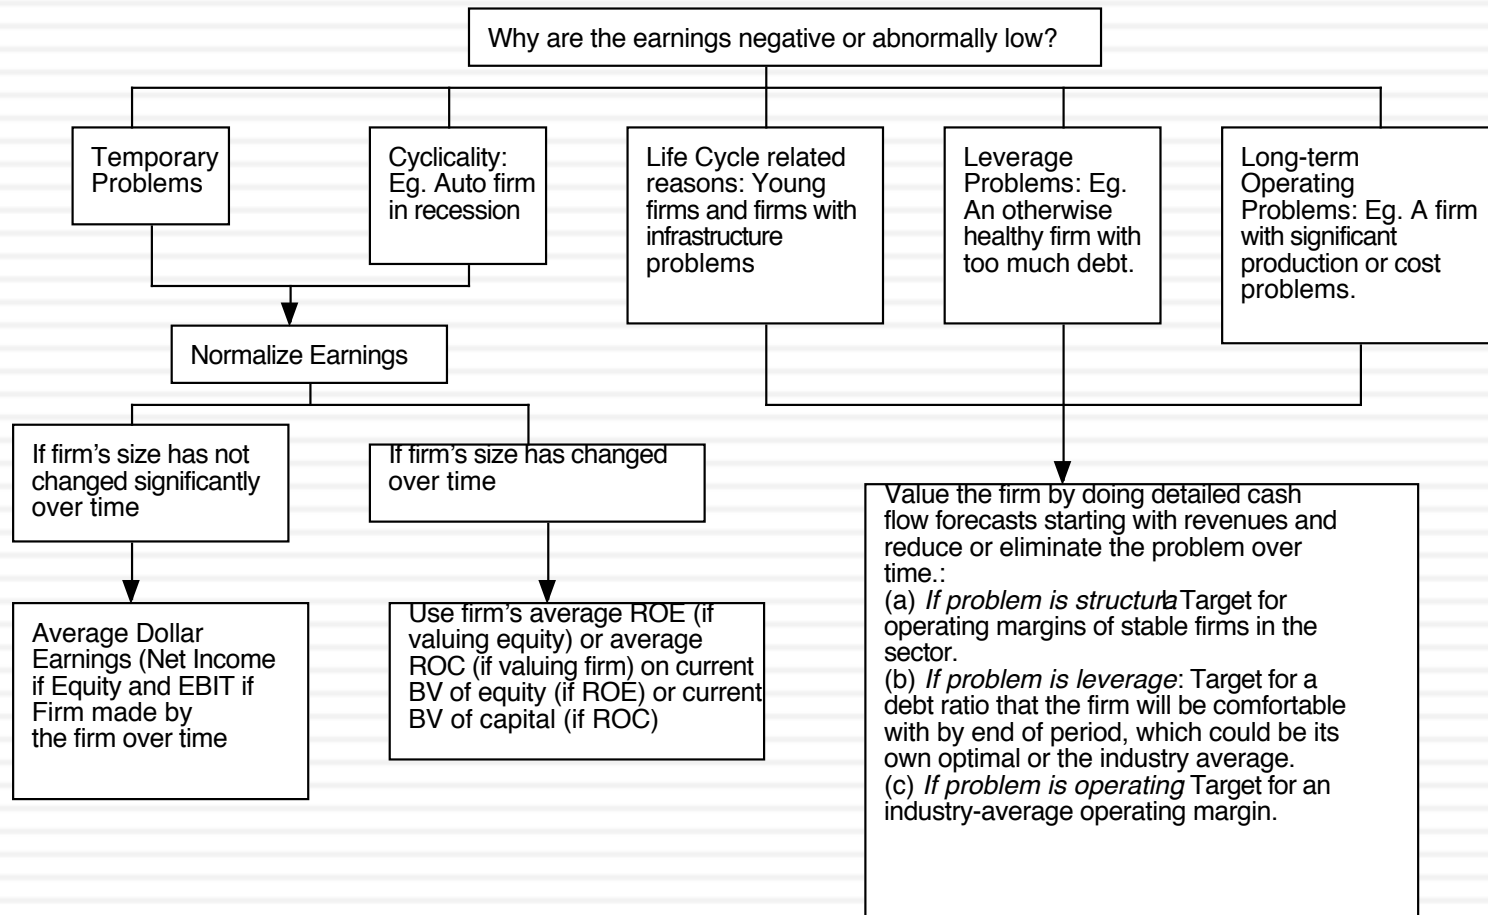 Why are the earnings negative or abnormally low?
Temporary
Problems
Cyclicality:
Eg. Auto firm
in recession
Life Cycle related
reasons: Young
firms and firms with
infrastructure
problems
Leverage
Problems: Eg.
An otherwise
healthy firm with
too much debt.
Long-term
Operating
Problems: Eg. A firm
with significant
production or cost
problems.
Normalize Earnings
If firm's size has not
changed significantly
over time
If firm's size has changed
over time
Average Dollar
Earnings (Net Income
if Equity and EBIT if
Firm made by
the firm over time
Use firm's average ROE (if
valuing equity) or average
ROC (if valuing firm) on current
BV of equity (if ROE) or current
BV of capital (if ROC)
Value the firm by doing detailed cash
flow forecasts starting with revenues and
reduce or eliminate the problem over
time.:
(a) If problem is structural: Target for
operating margins of stable firms in the
sector.
(b) If problem is leverage: Target for a
debt ratio that the firm will be comfortable
with by end of period, which could be its
own optimal or the industry average.
(c) If problem is operating Target for an
industry-average operating margin.